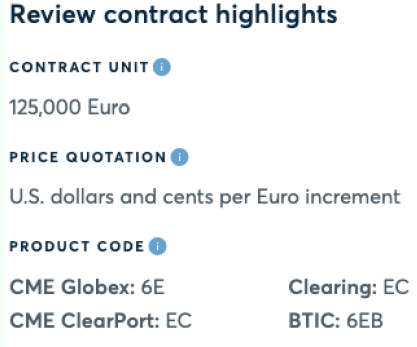 Review contract highlights
CONTRACT UNIT i
125,000 Euro
PRICE QUOTATION i
U.S. dollars and cents per Euro increment
PRODUCT CODE i
CME Globex: 6E Clearing: EC
CME ClearPort: EC BTIC: 6EB